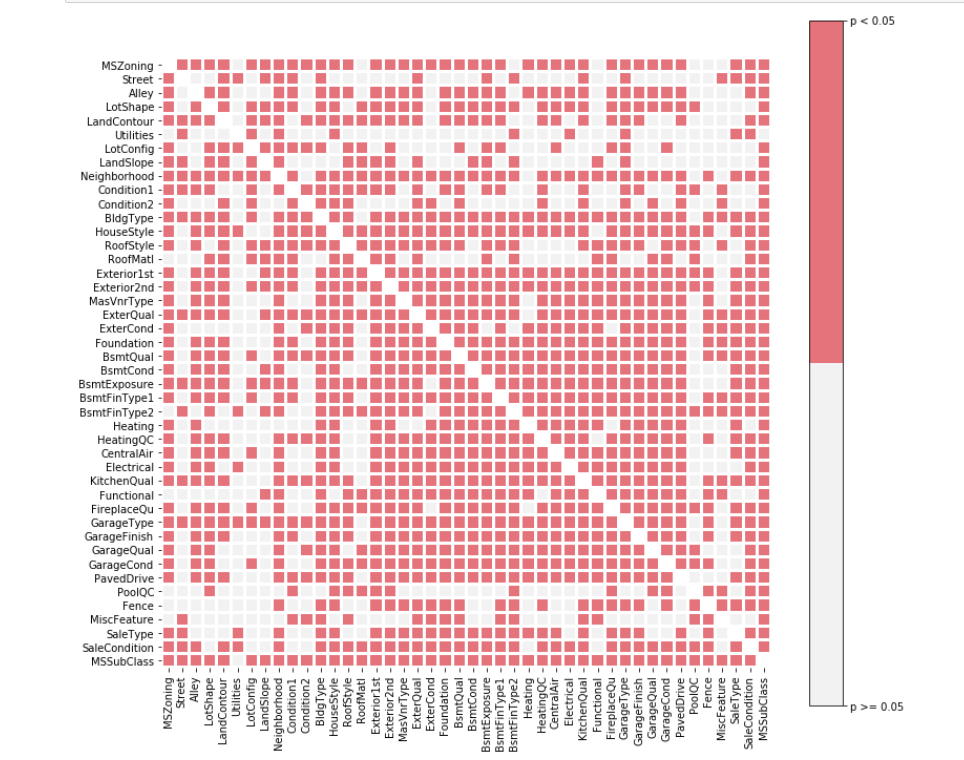 p < 0.05
MSZoning
Street
Alley
LotShape
LandContour
Utilities
LotConfig
LandSlope
Neighborhood
Condition1
Condition2
BldgType
HouseStyle
RoofStyle
RoofMatl
Exterior1st
Exterior2nd
MasVnrType
ExterQual
ExterCond
Foundation
BsmtQual
BsmtCond
BsmtExposure
BsmtFinType1
BsmtFinType2
Heating
HeatingQC
CentralAir
Electrical
KitchenQual
Functional
FireplaceQu
GarageType
GarageFinish
GarageQual
GarageCond
PavedDrive
PoolQC
Fence
MiscFeature
SaleType
SaleCondition
MSSubClass
MSZoning
Street
Alley
LotShape
LandContour
Utilities
LotConfig
LandSlope
Neighborhood
Condition1
Condition2
BldgType
HouseStyle
RoofStyle
RoofMatl
Exterior1st
Exterior2nd
MasVnrType
ExterQual
ExterCond
Foundation
BsmtQual
BsmtCond
BsmtExposure
BsmtFinType1
BsmtFinType2
Heating
HeatingQC
CentralAir
Electrical
KitchenQual
Functional
FireplaceQu
GarageType
GarageFinish
GarageQual
GarageCond
PavedDrive
PoolQC
Fence
MiscFeature
SaleType
SaleCondition
MSSubClass
p >= 0.05